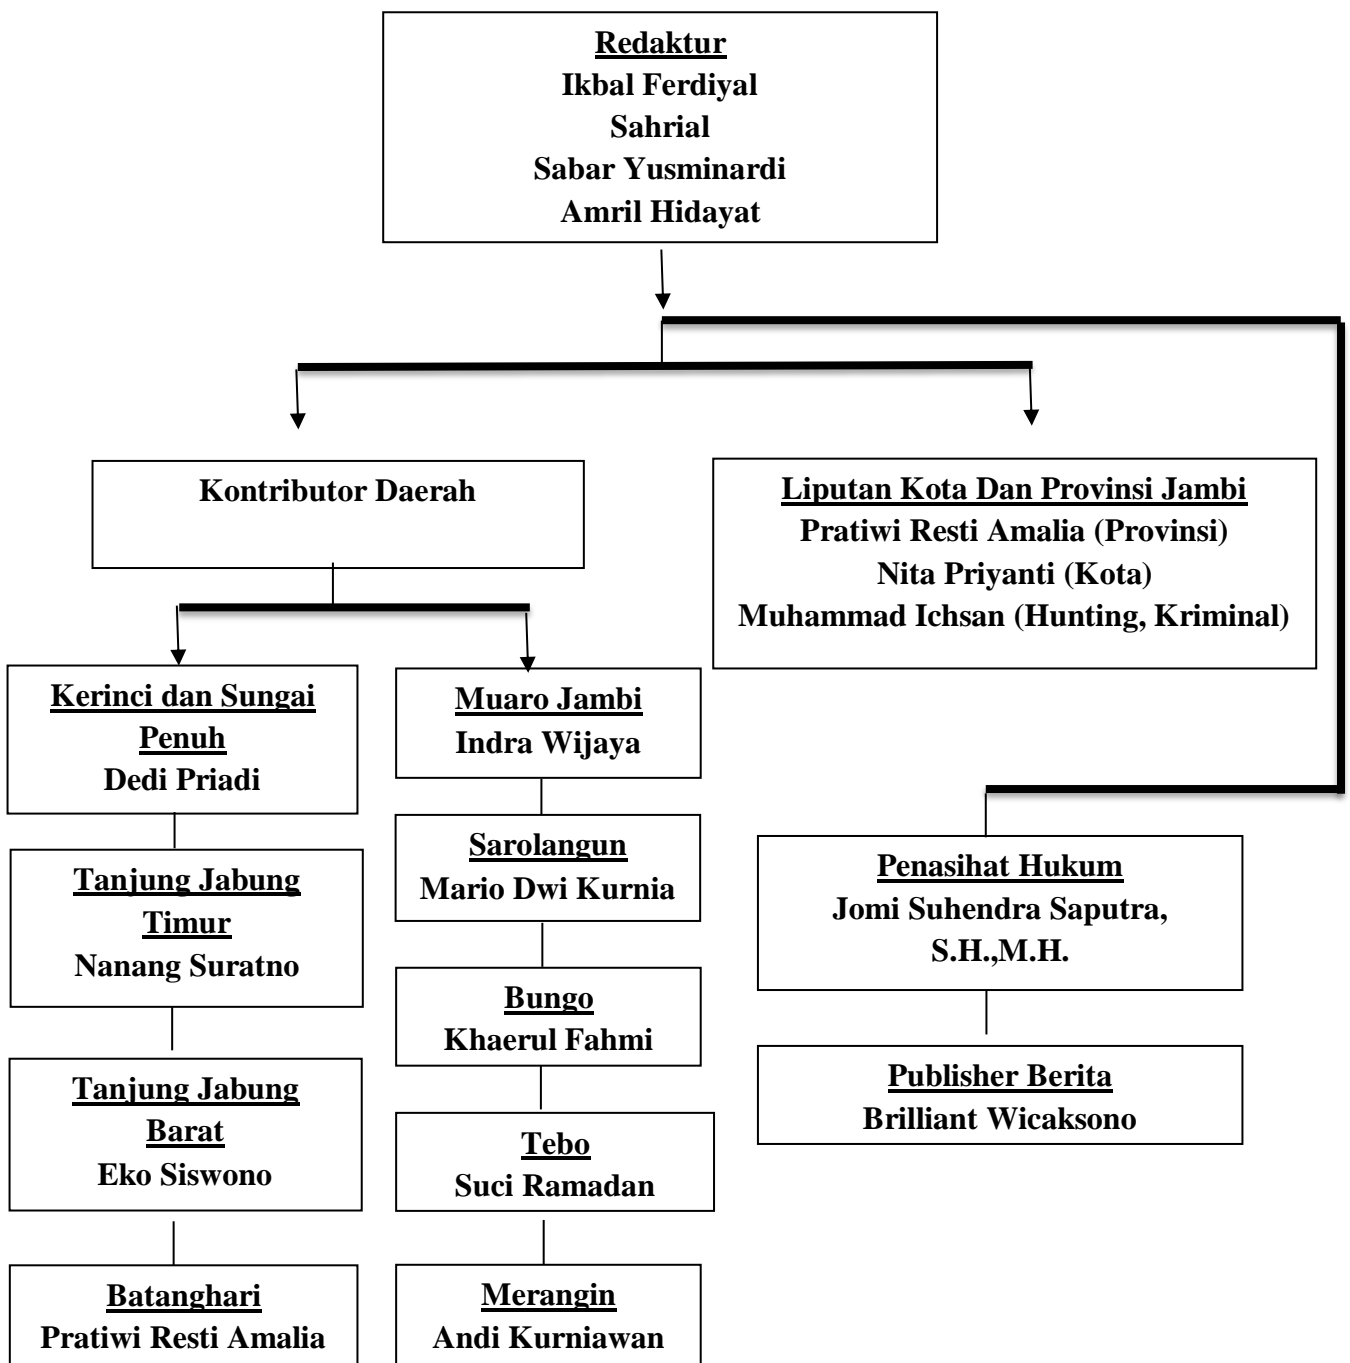 Redaktur
Ikbal Ferdiyal
Sahrial
Sabar Yusminardi
Amril Hidayat
Kontributor Daerah
Liputan Kota Dan Provinsi Jambi
Pratiwi Resti Amalia (Provinsi)
Nita Priyanti (Kota)
Muhammad Ichsan (Hunting, Kriminal)
Kerinci dan Sungai
Penuh
Dedi Priadi
Tanjung Jabung
Timur
Nanang Suratno
Tanjung Jabung
Barat
Eko Siswono
Batanghari
Pratiwi Resti Amalia
Muaro Jambi
Indra Wijaya
Sarolangun
Mario Dwi Kurnia
Bungo
Khaerul Fahmi
Tebo
Suci Ramadan
Merangin
Andi Kurniawan
Penasihat Hukum
Jomi Suhendra Saputra,
S.H.,M.H.
Publisher Berita
Brilliant Wicaksono